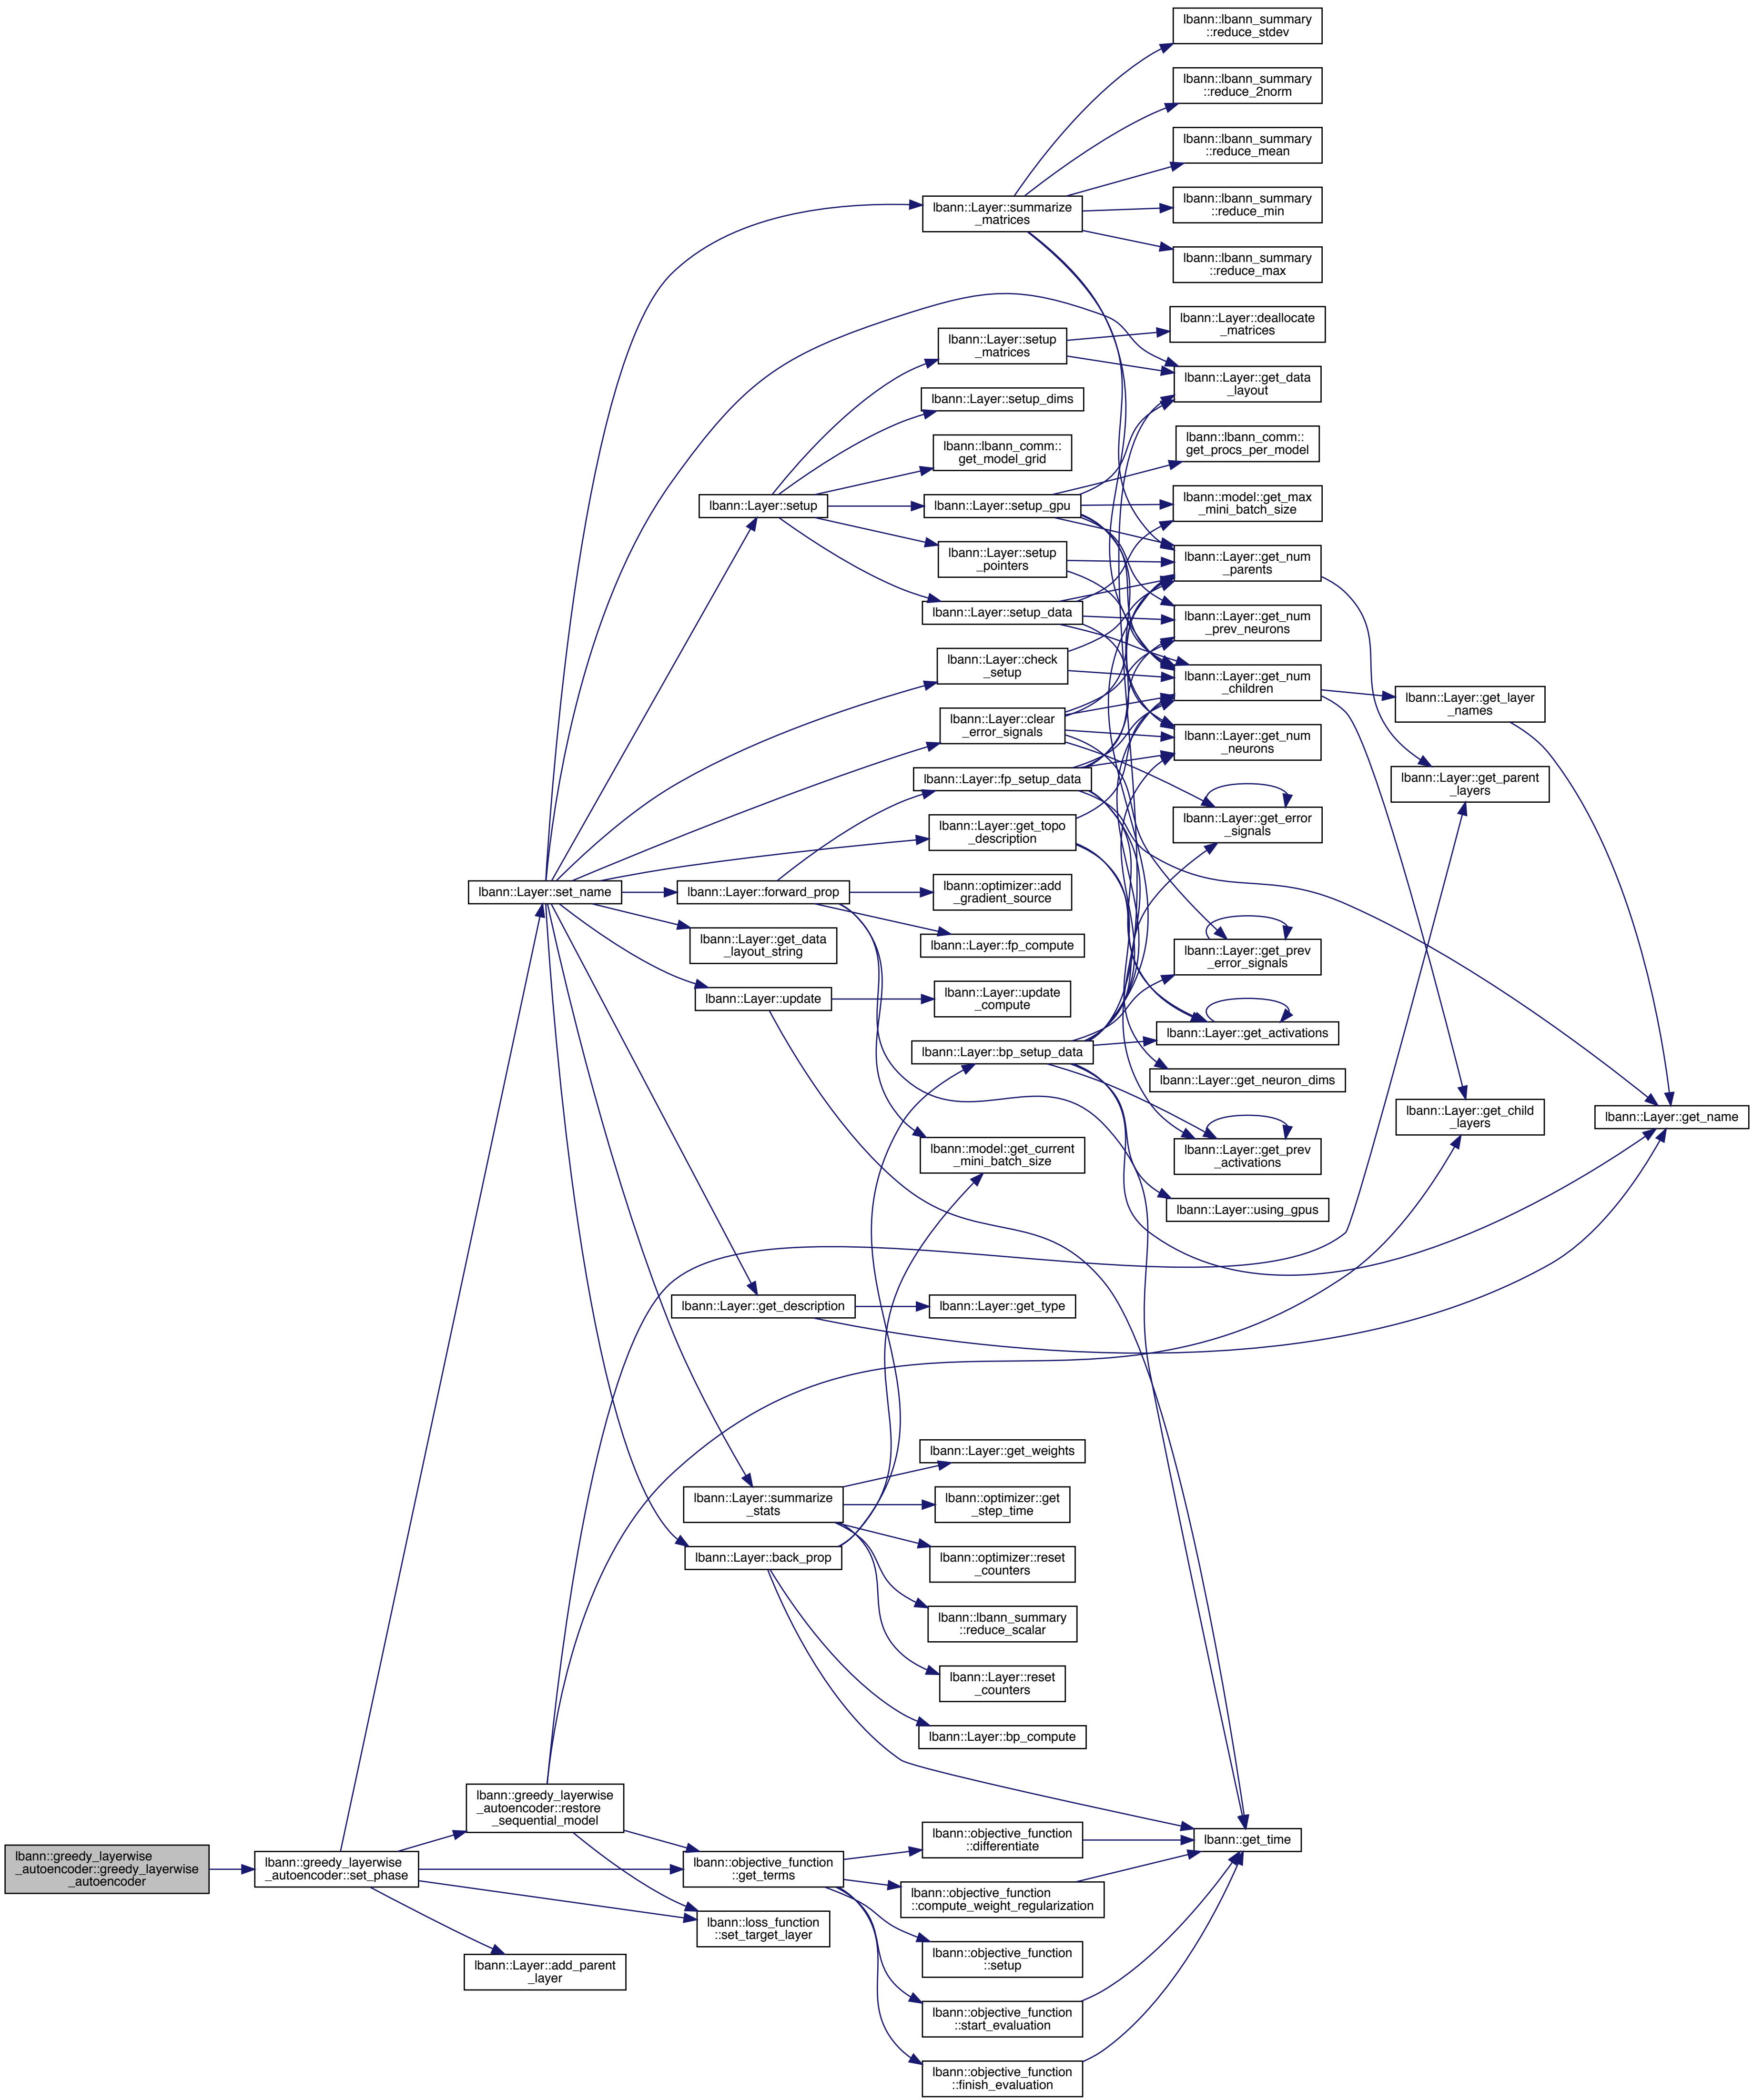 lbann::lbann_summary
::reduce_stdev
lbann::lbann_summary
::reduce_2norm
lbann::lbann_summary
::reduce_mean
lbann::Layer::summarize
_matrices
lbann::lbann_summary
::reduce_min
lbann::lbann_summary
::reduce_max
lbann::Layer::deallocate
_matrices
lbann::Layer::setup
_matrices
lbann::Layer::get_data
_layout
lbann::Layer::setup_dims
lbann::lbann_comm::
get_procs_per_model
lbann::lbann_comm::
get_model_grid
lbann::Layer::setup
lbann::Layer::setup_gpu
lbann::model::get_max
_mini_batch_size
lbann::Layer::setup
_pointers
lbann::Layer::get_num
_parents
lbann::Layer::setup_data
lbann::Layer::get_num
_prev_neurons
lbann::Layer::check
_setup
lbann::Layer::get_num
_children
lbann::Layer::get_layer
_names
lbann::Layer::clear
_error_signals
lbann::Layer::get_num
_neurons
lbann::Layer::fp_setup_data
lbann::Layer::get_parent
_layers
lbann::Layer::get_topo
_description
lbann::Layer::get_error
_signals
lbann::Layer::set_name
lbann::Layer::forward_prop
lbann::optimizer::add
_gradient_source
lbann::Layer::get_data
_layout_string
lbann::Layer::fp_compute
lbann::Layer::get_prev
_error_signals
lbann::Layer::update
lbann::Layer::update
_compute
lbann::Layer::get_activations
lbann::Layer::bp_setup_data
lbann::Layer::get_neuron_dims
lbann::Layer::get_child
_layers
lbann::Layer::get_name
lbann::model::get_current
_mini_batch_size
lbann::Layer::get_prev
_activations
lbann::Layer::using_gpus
lbann::Layer::get_description
lbann::Layer::get_type
lbann::Layer::get_weights
lbann::Layer::summarize
_stats
lbann::optimizer::get
_step_time
lbann::Layer::back_prop
lbann::optimizer::reset
_counters
lbann::lbann_summary
::reduce_scalar
lbann::Layer::reset
_counters
lbann::Layer::bp_compute
lbann::greedy_layerwise
_autoencoder::restore
_sequential_model
lbann::objective_function
::differentiate
lbann::get_time
lbann::greedy_layerwise
_autoencoder::greedy_layerwise
_autoencoder
lbann::greedy_layerwise
_autoencoder::set_phase
lbann::objective_function
::get_terms
lbann::objective_function
::compute_weight_regularization
lbann::loss_function
::set_target_layer
lbann::objective_function
::setup
lbann::Layer::add_parent
_layer
lbann::objective_function
::start_evaluation
lbann::objective_function
::finish_evaluation